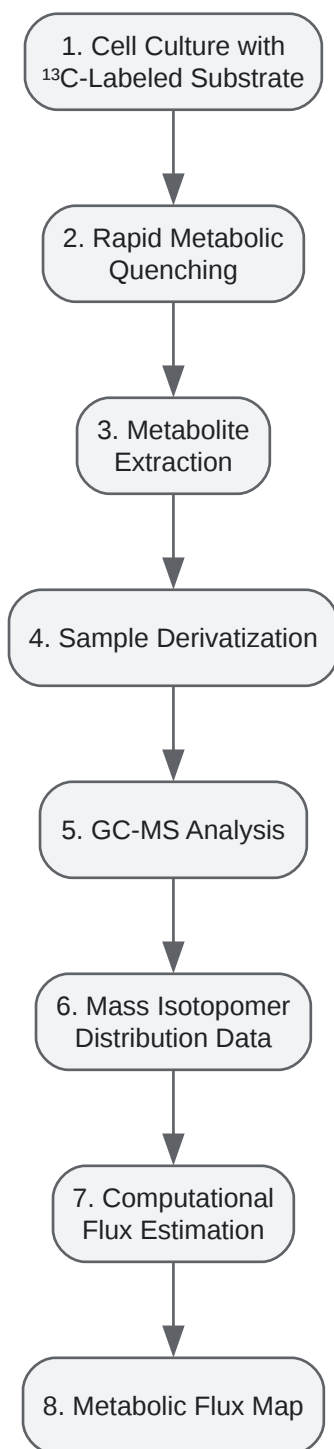 1. Cell Culture with
¹³C-Labeled Substrate
2. Rapid Metabolic
Quenching
3. Metabolite
Extraction
4. Sample Derivatization
5. GC-MS Analysis
6. Mass Isotopomer
Distribution Data
7. Computational
Flux Estimation
8. Metabolic Flux Map